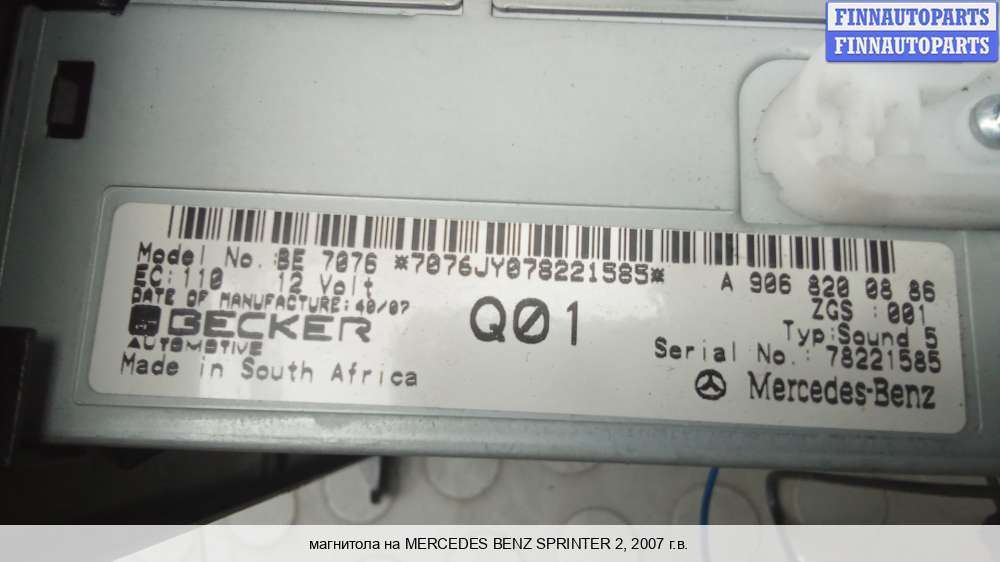 FINNAUTOPARTS
FINNAUTOPARTS
Model No.:BE 7076 *7076JY078221585* A 906 820 08 86
EC: 110 12 Volt ZGS :001
DATE OF MANUFACTURE:40/07 Q01 Typ:Sound 5
BECKER Serial No.: 78221585
AUTOMOTIVE
Made in South Africa Mercedes-Benz
магнитола на MERCEDES BENZ SPRINTER 2, 2007 г.в.